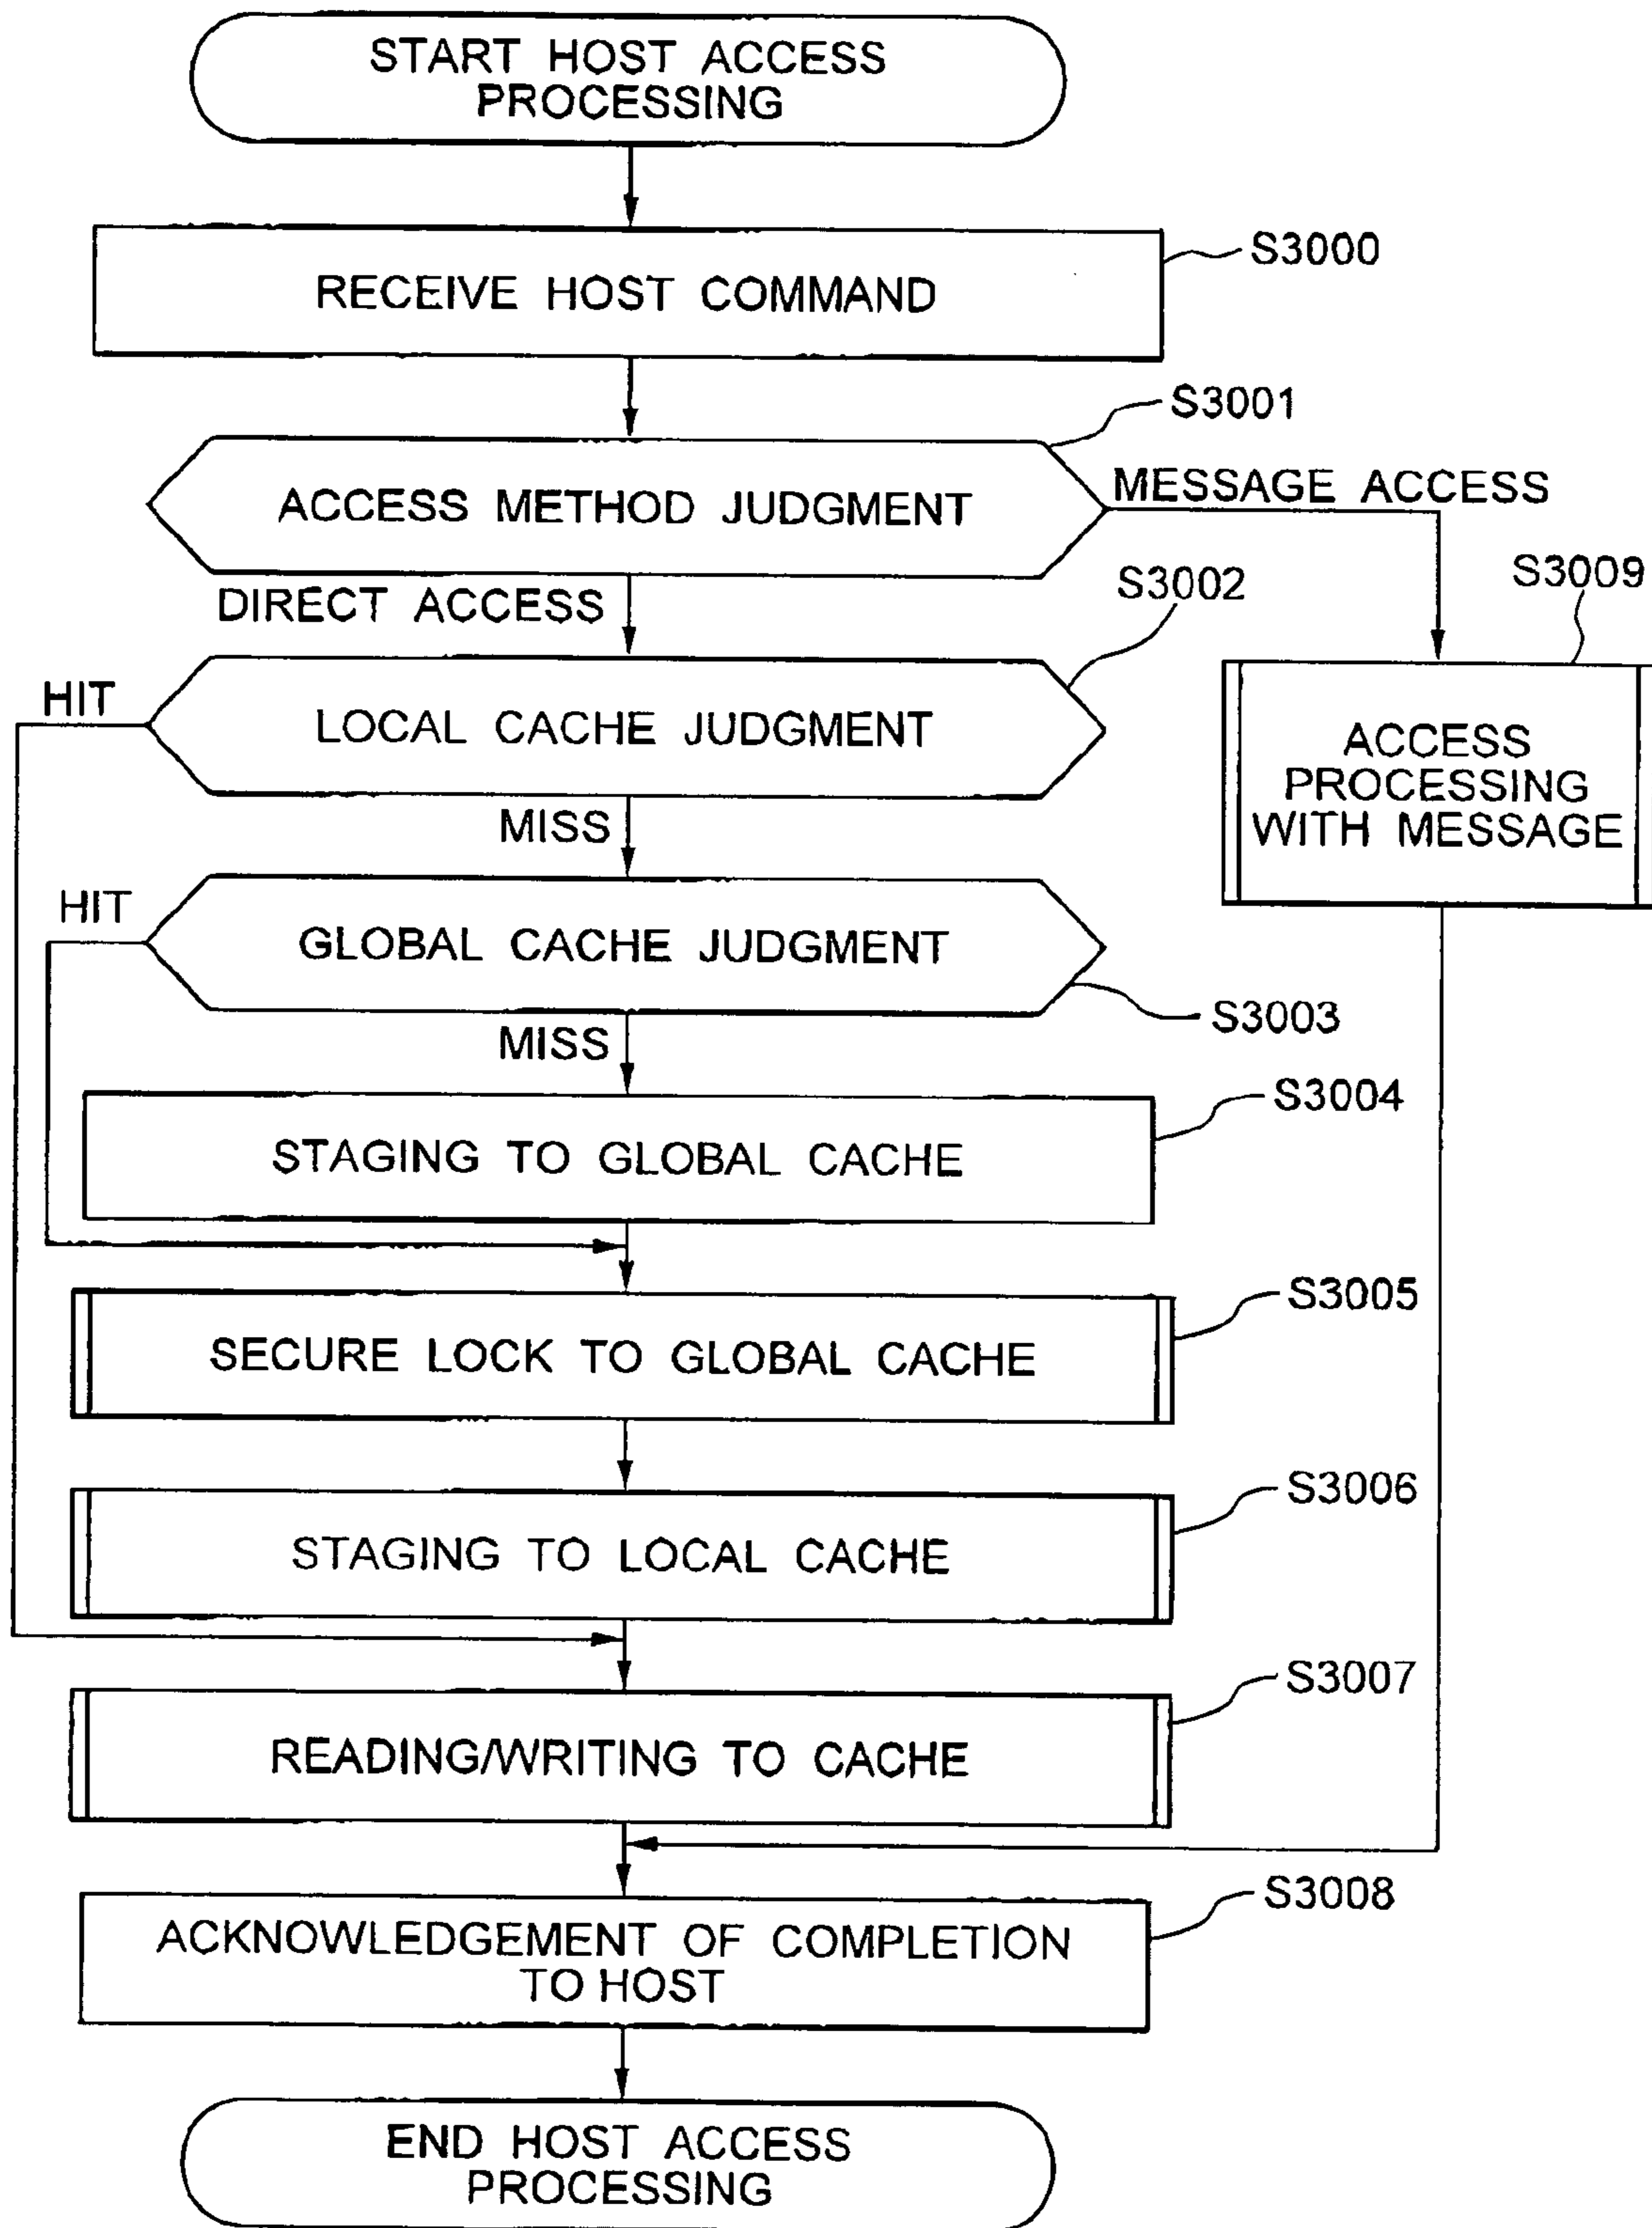 START HOST ACCESS
PROCESSING
S3000
RECEIVE HOST COMMAND
S3001
ACCESS METHOD JUDGMENT
MESSAGE ACCESS
DIRECT ACCESS
S3002
S3009
HIT
LOCAL CACHE JUDGMENT
ACCESS
PROCESSING
WITH MESSAGE
MISS
HIT
GLOBAL CACHE JUDGMENT
S3003
MISS
S3004
STAGING TO GLOBAL CACHE
S3005
SECURE LOCK TO GLOBAL CACHE
S3006
STAGING TO LOCAL CACHE
S3007
READING/WRITING TO CACHE
S3008
ACKNOWLEDGEMENT OF COMPLETION
TO HOST
END HOST ACCESS
PROCESSING